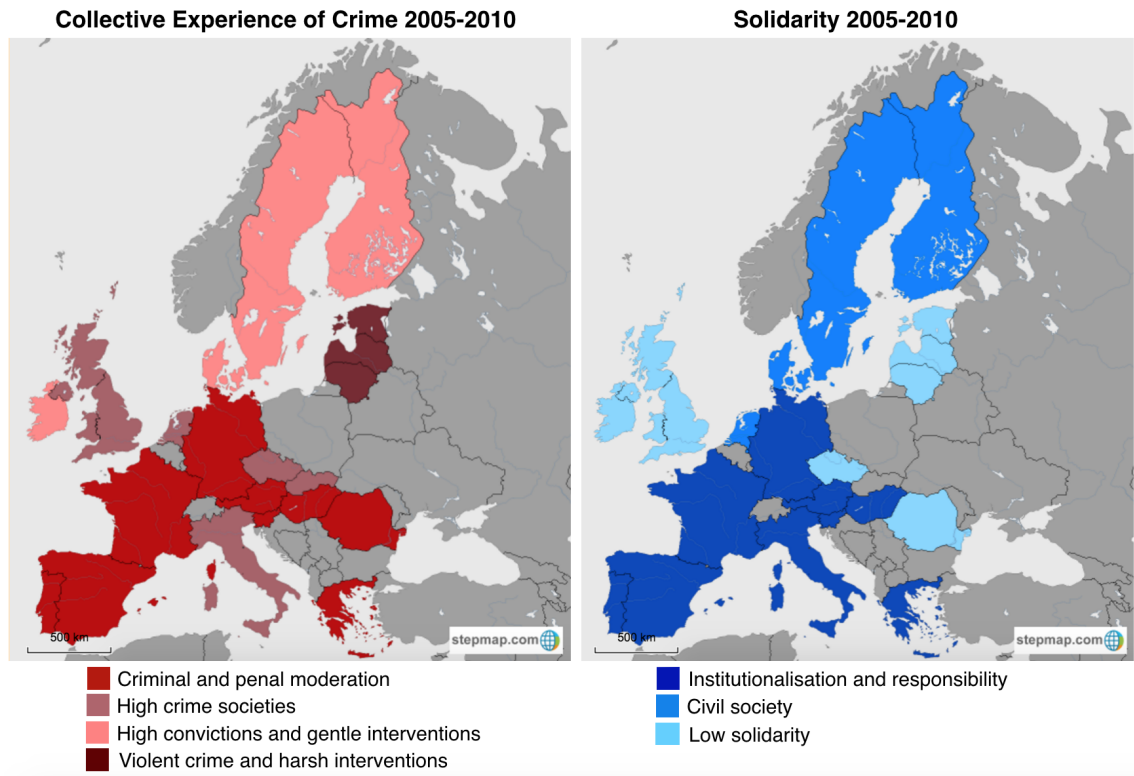 Collective Experience of Crime 2005-2010
Solidarity 2005-2010
500 km
stepmap.com
500 km
stepmap.com
Criminal and penal moderation
High crime societies
High convictions and gentle interventions
Violent crime and harsh interventions
Institutionalisation and responsibility
Civil society
Low solidarity